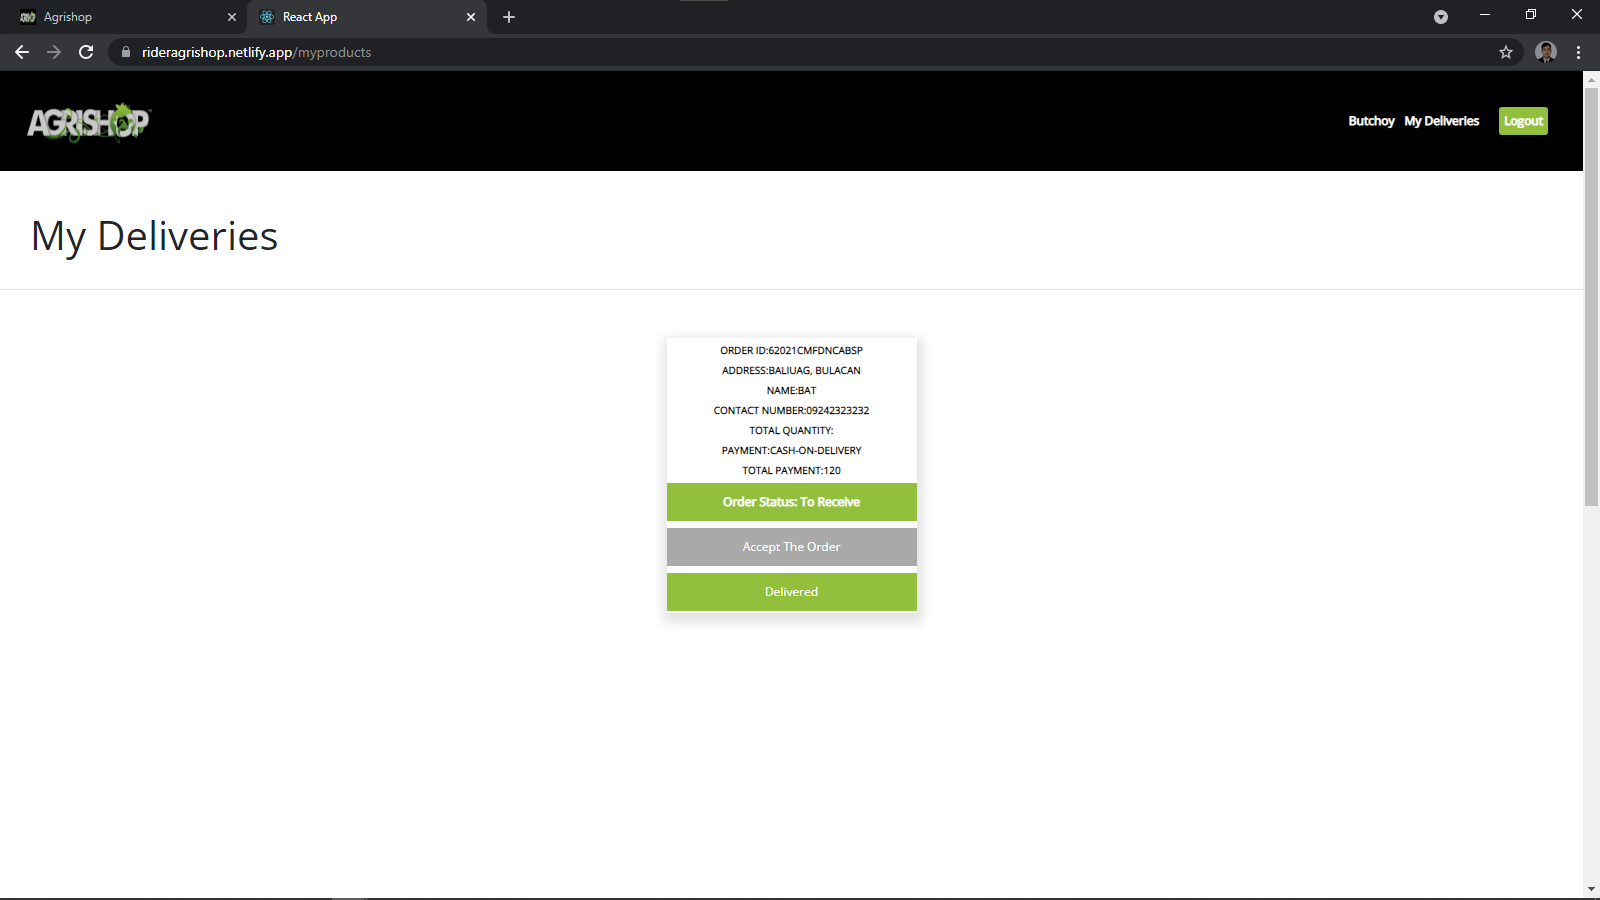 Agrishop
React App
rideragrishop.netlify.app/myproducts
AGRISHOP
Butchoy My Deliveries Logout
My Deliveries
ORDER ID:62021CMFDNCABSP
ADDRESS:BALIUAG, BULACAN
NAME:BAT
CONTACT NUMBER:09242323232
TOTAL QUANTITY:
PAYMENT:CASH-ON-DELIVERY
TOTAL PAYMENT:120
Order Status: To Receive
Accept The Order
Delivered